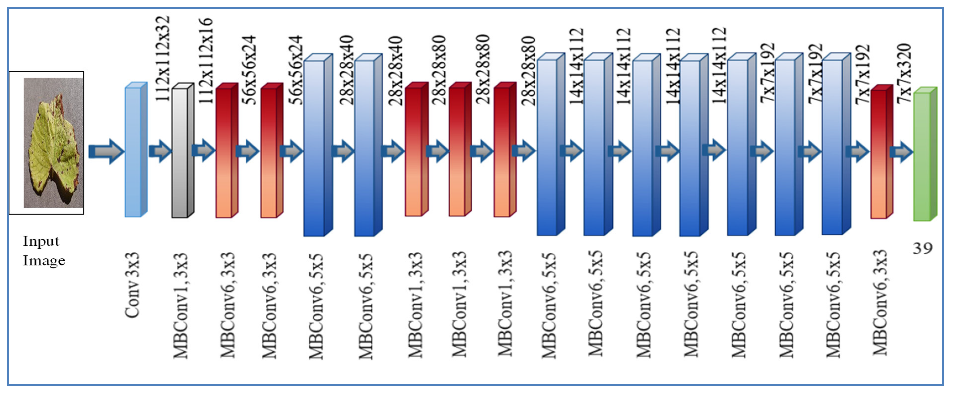 112x112x32
112x112x16
56x56x24
56x56x24
28x28x40
28x28x40
28x28x80
28x28x80
28x28x80
14x14x112
14x14x112
14x14x112
14x14x112
7x7x192
7x7x192
7x7x192
7x7x320
Input
Image
Conv 3x3
MBConv1, 3x3
MBConv6, 3x3
MBConv6, 3x3
MBConv6, 5x5
MBConv6, 5x5
MBConv1, 3x3
MBConv1, 3x3
MBConv1, 3x3
MBConv6, 5x5
MBConv6, 5x5
MBConv6, 5x5
MBConv6, 5x5
MBConv6, 5x5
MBConv6, 5x5
MBConv6, 5x5
MBConv6, 3x3
39